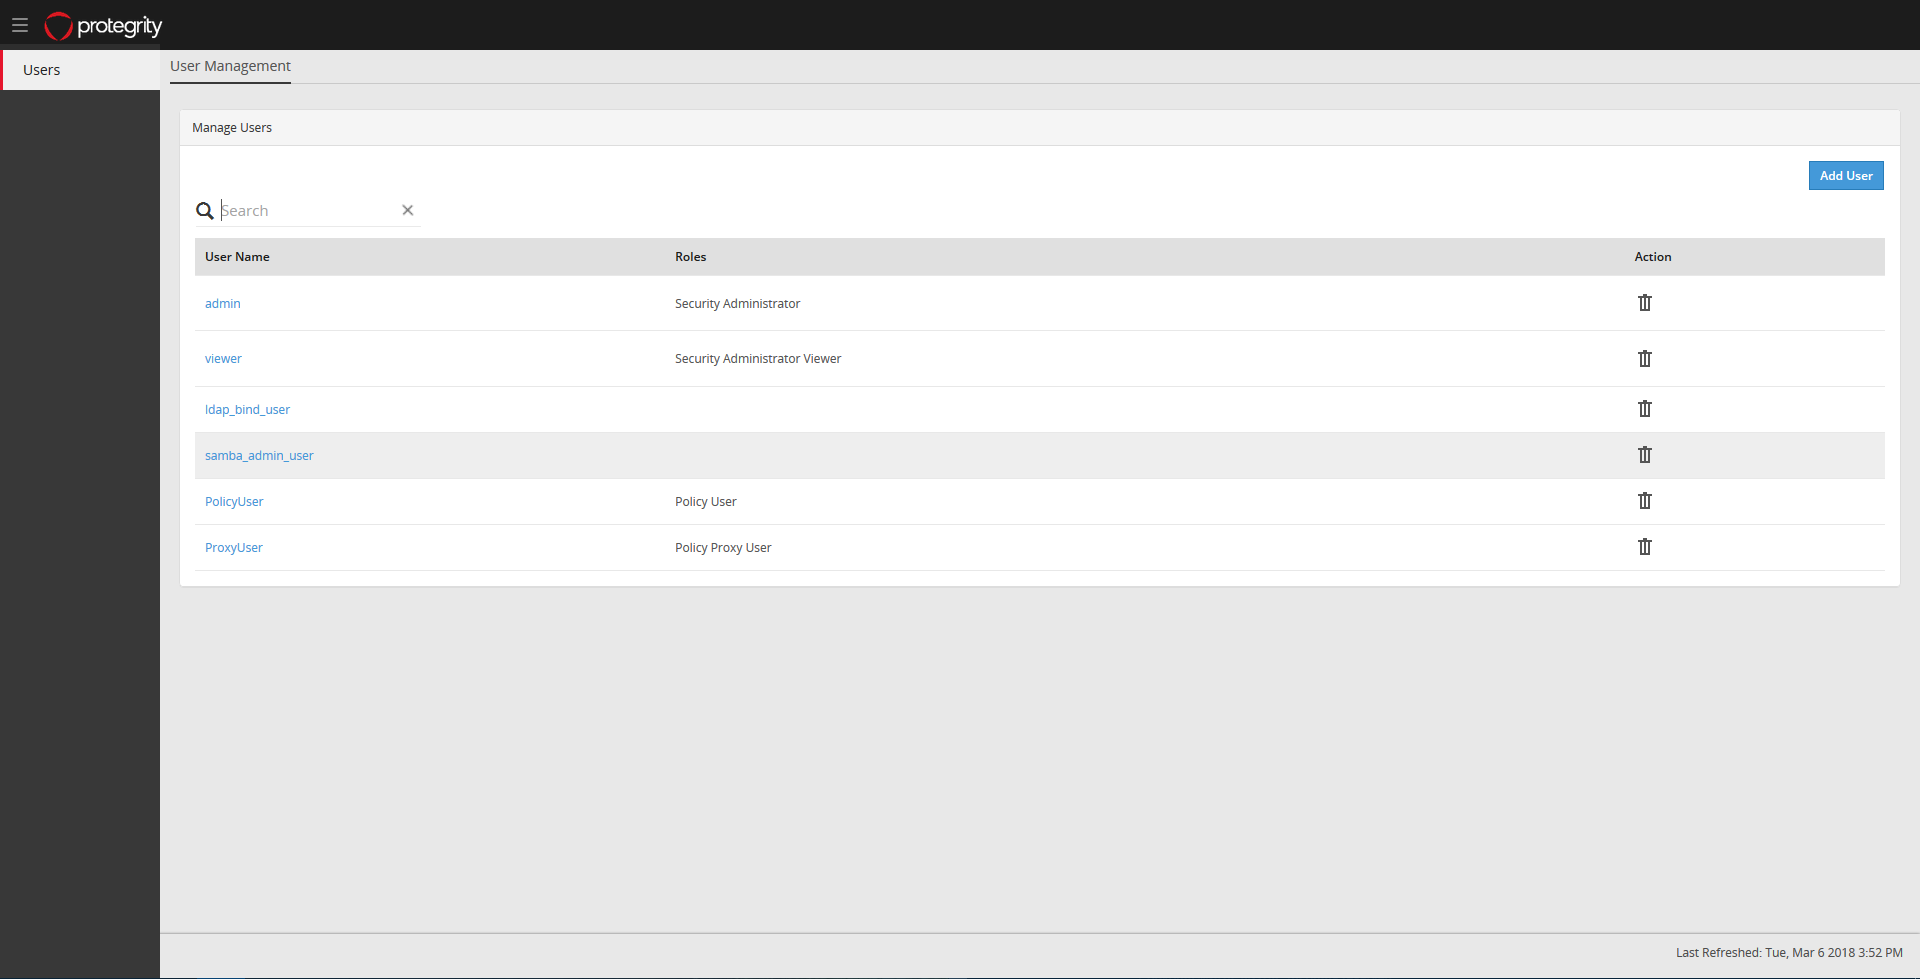 protegrity
Users
User Management
Manage Users
Add User
Search
User Name Roles Action
admin Security Administrator
viewer Security Administrator Viewer
ldap_bind_user
samba_admin_user
PolicyUser Policy User
ProxyUser Policy Proxy User
Last Refreshed: Tue, Mar 6 2018 3:52 PM